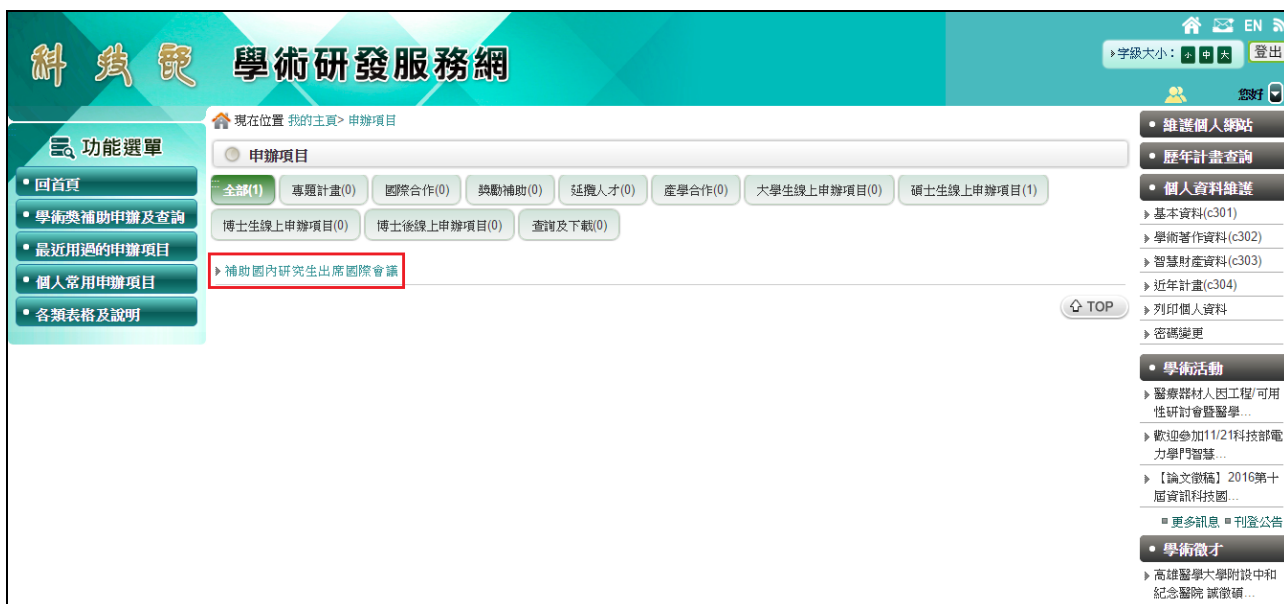 科技部 學術研發服務網
EN
字級大小: 小 中 大 登出
您好
功能選單
回首頁
學術獎補助申辦及查詢
最近用過的申辦項目
個人常用申辦項目
各類表格及說明
現在位置 我的主頁> 申辦項目
申辦項目
全部(1) 專題計畫(0) 國際合作(0) 獎勵補助(0) 延攬人才(0) 產學合作(0) 大學生線上申辦項目(0) 碩士生線上申辦項目(1)
博士生線上申辦項目(0) 博士後線上申辦項目(0) 查詢及下載(0)
補助國內研究生出席國際會議
TOP
維護個人網站
歷年計畫查詢
個人資料維護
基本資料(c301)
學術著作資料(c302)
智慧財產資料(c303)
近年計畫(c304)
列印個人資料
密碼變更
學術活動
醫療器材人因工程/可用
性研討會暨醫學...
歡迎參加11/21科技部電
力學門智慧...
【論文徵稿】2016第十
屆資訊科技國...
更多訊息 刊登公告
學術徵才
高雄醫學大學附設中和
紀念醫院 誠徵碩...